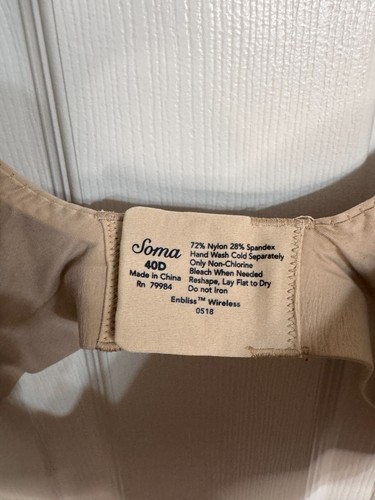 Soma
40D
Made in China
Rn 79984
72% Nylon 28% Spandex
Hand Wash Cold Separately
Only Non-Chlorine
Bleach When Needed
Reshape, Lay Flat to Dry
Do not Iron
Enbliss™ Wireless
0518